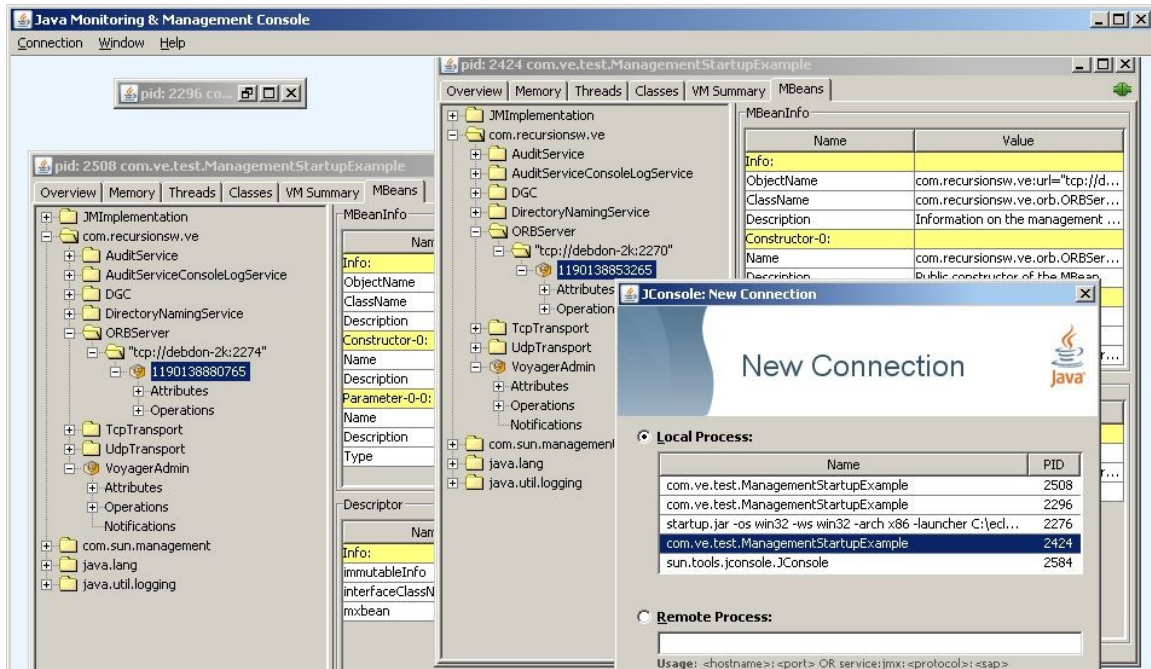 Java Monitoring & Management Console
Connection Window Help
pid: 2296 co...
pid: 2508 com.ve.test.ManagementStartupExample
Overview Memory Threads Classes VM Summary MBeans
JMImplementation
com.recursionsw.ve
AuditService
AuditServiceConsoleLogService
DGC
DirectoryNamingService
ORBServer
"tcp://debdon-2k:2274"
1190138880765
Attributes
Operations
TcpTransport
UdpTransport
VoyagerAdmin
Attributes
Operations
Notifications
com.sun.management
java.lang
java.util.logging
MBeanInfo
Nam
Info:
ObjectName
ClassName
Description
Constructor-0:
Name
Description
Parameter-0-0:
Name
Description
Type
Descriptor
Nam
Info:
immutableInfo
interfaceClassN
mxbean
pid: 2424 com.ve.test.ManagementStartupExample
Overview Memory Threads Classes VM Summary MBeans
JMImplementation
com.recursionsw.ve
AuditService
AuditServiceConsoleLogService
DGC
DirectoryNamingService
ORBServer
"tcp://debdon-2k:2270"
1190138853265
Attributes
Operation
TcpTransport
UdpTransport
VoyagerAdmin
Attributes
Operations
Notifications
com.sun.management
java.lang
java.util.logging
MBeanInfo
Name Value
Info:
ObjectName com.recursionsw.ve:url="tcp://d...
ClassName com.recursionsw.ve.orb.ORBSer...
Description Information on the management ...
Constructor-0:
Name com.recursionsw.ve.orb.ORBSer...
Description Public constructor of the MBean
JConsole: New Connection
New Connection
Java
Local Process:
Name PID
com.ve.test.ManagementStartupExample 2508
com.ve.test.ManagementStartupExample 2296
startup.jar -os win32 -ws win32 -arch x86 -launcher C:\ecl... 2276
com.ve.test.ManagementStartupExample 2424
sun.tools.jconsole.JConsole 2584
Remote Process:
Usage: <hostname>:<port> OR service:jmx:<protocol>:<sap>